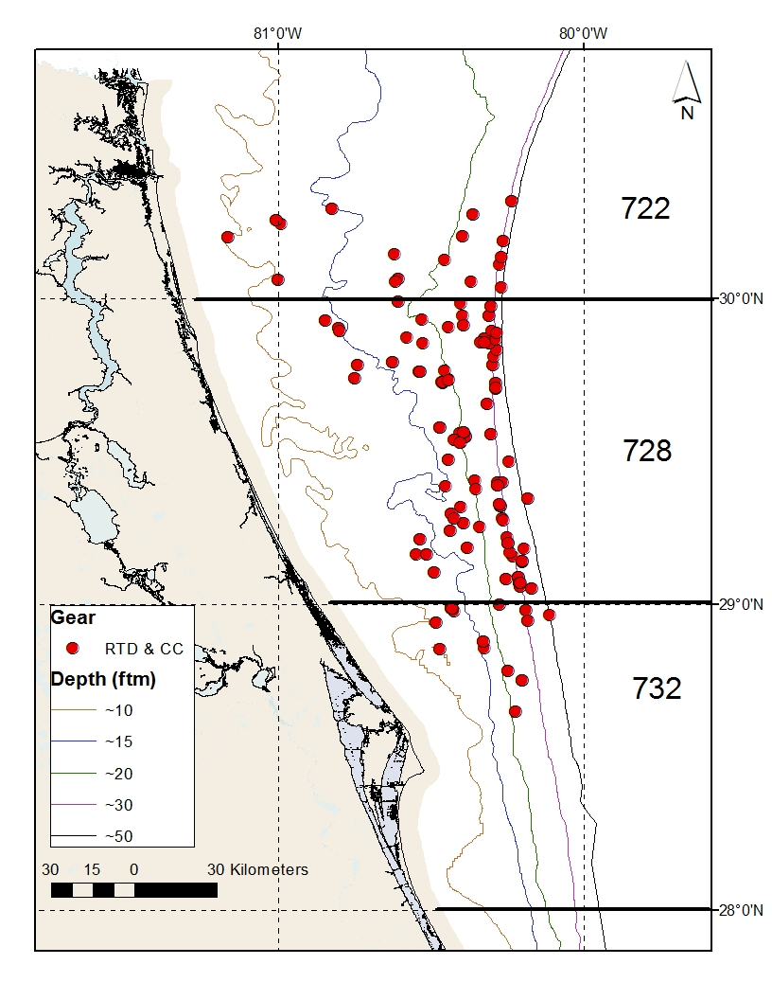 81°0'W 80°0'W
N
722
30°0'N
728
29°0'N
Gear
RTD & CC
Depth (ftm)
~10
~15
~20
~30
~50
732
30 15 0 30 Kilometers
28°0'N